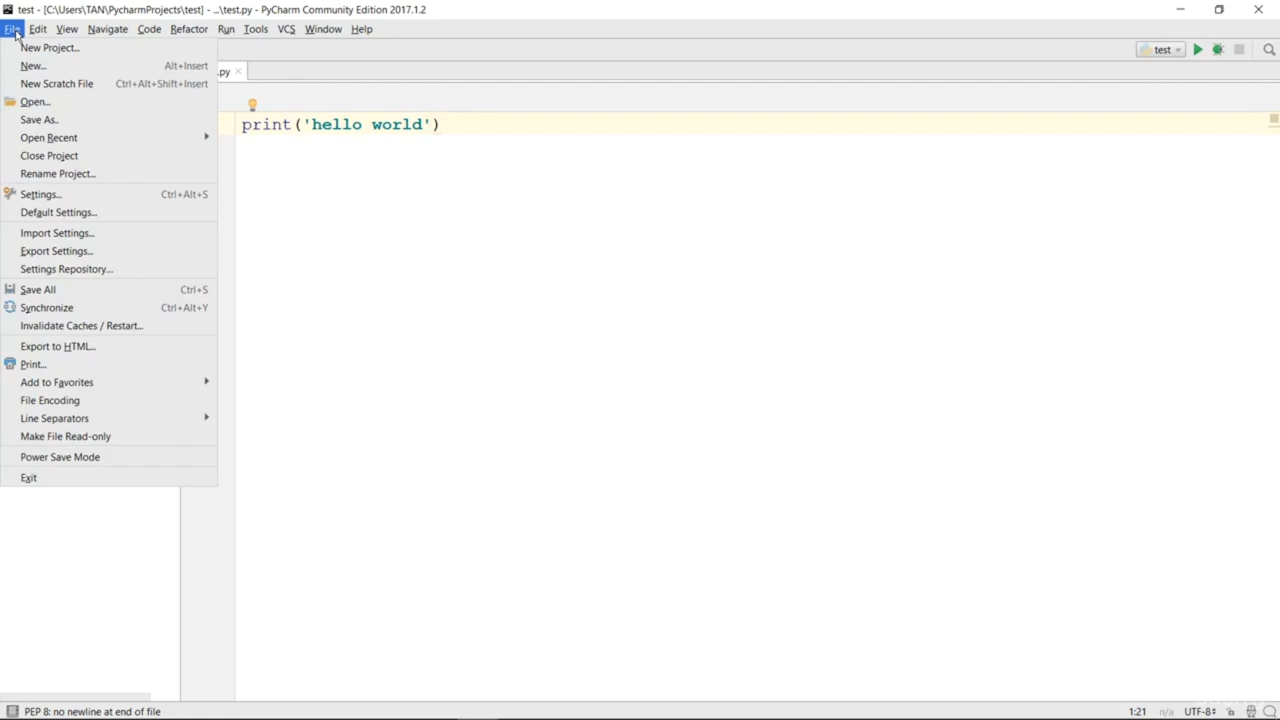 test - [C:\Users\TAN\PycharmProjects\test] - ...\test.py - PyCharm Community Edition 2017.1.2
File Edit View Navigate Code Refactor Run Tools VCS Window Help
test
.py
New Project...
New... Alt+Insert
New Scratch File Ctrl+Alt+Shift+Insert
Open...
Save As..
Open Recent
Close Project
Rename Project...
Settings... Ctrl+Alt+S
Default Settings...
Import Settings...
Export Settings...
Settings Repository...
Save All Ctrl+S
Synchronize Ctrl+Alt+Y
Invalidate Caches / Restart...
Export to HTML...
Print...
Add to Favorites
File Encoding
Line Separators
Make File Read-only
Power Save Mode
Exit
print('hello world')
PEP 8: no newline at end of file
1:21 n/a UTF-8